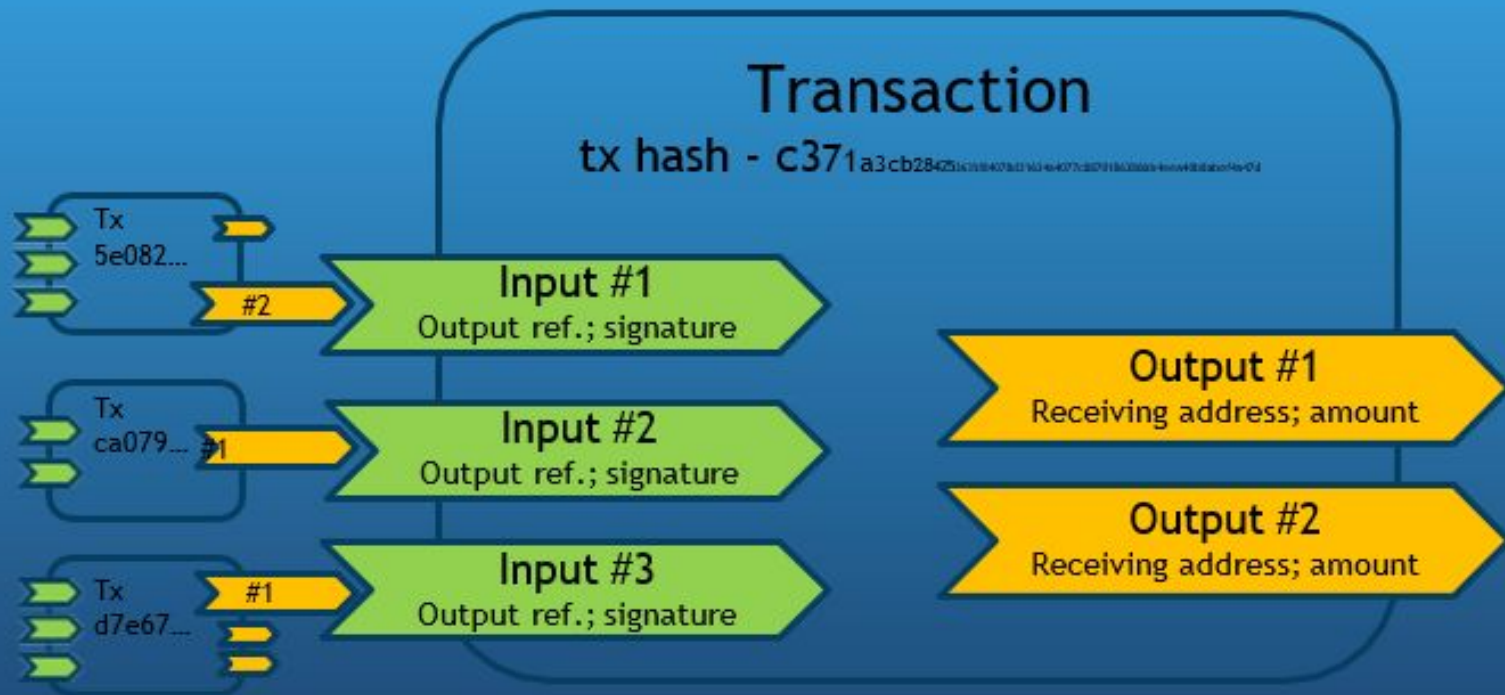 Transaction
tx hash - c371a3cb28
Tx
5e082...
#2
Input #1
Output ref.; signature
Tx
ca079...
#1
Input #2
Output ref.; signature
Tx
d7e67...
#1
Input #3
Output ref.; signature
Output #1
Receiving address; amount
Output #2
Receiving address; amount